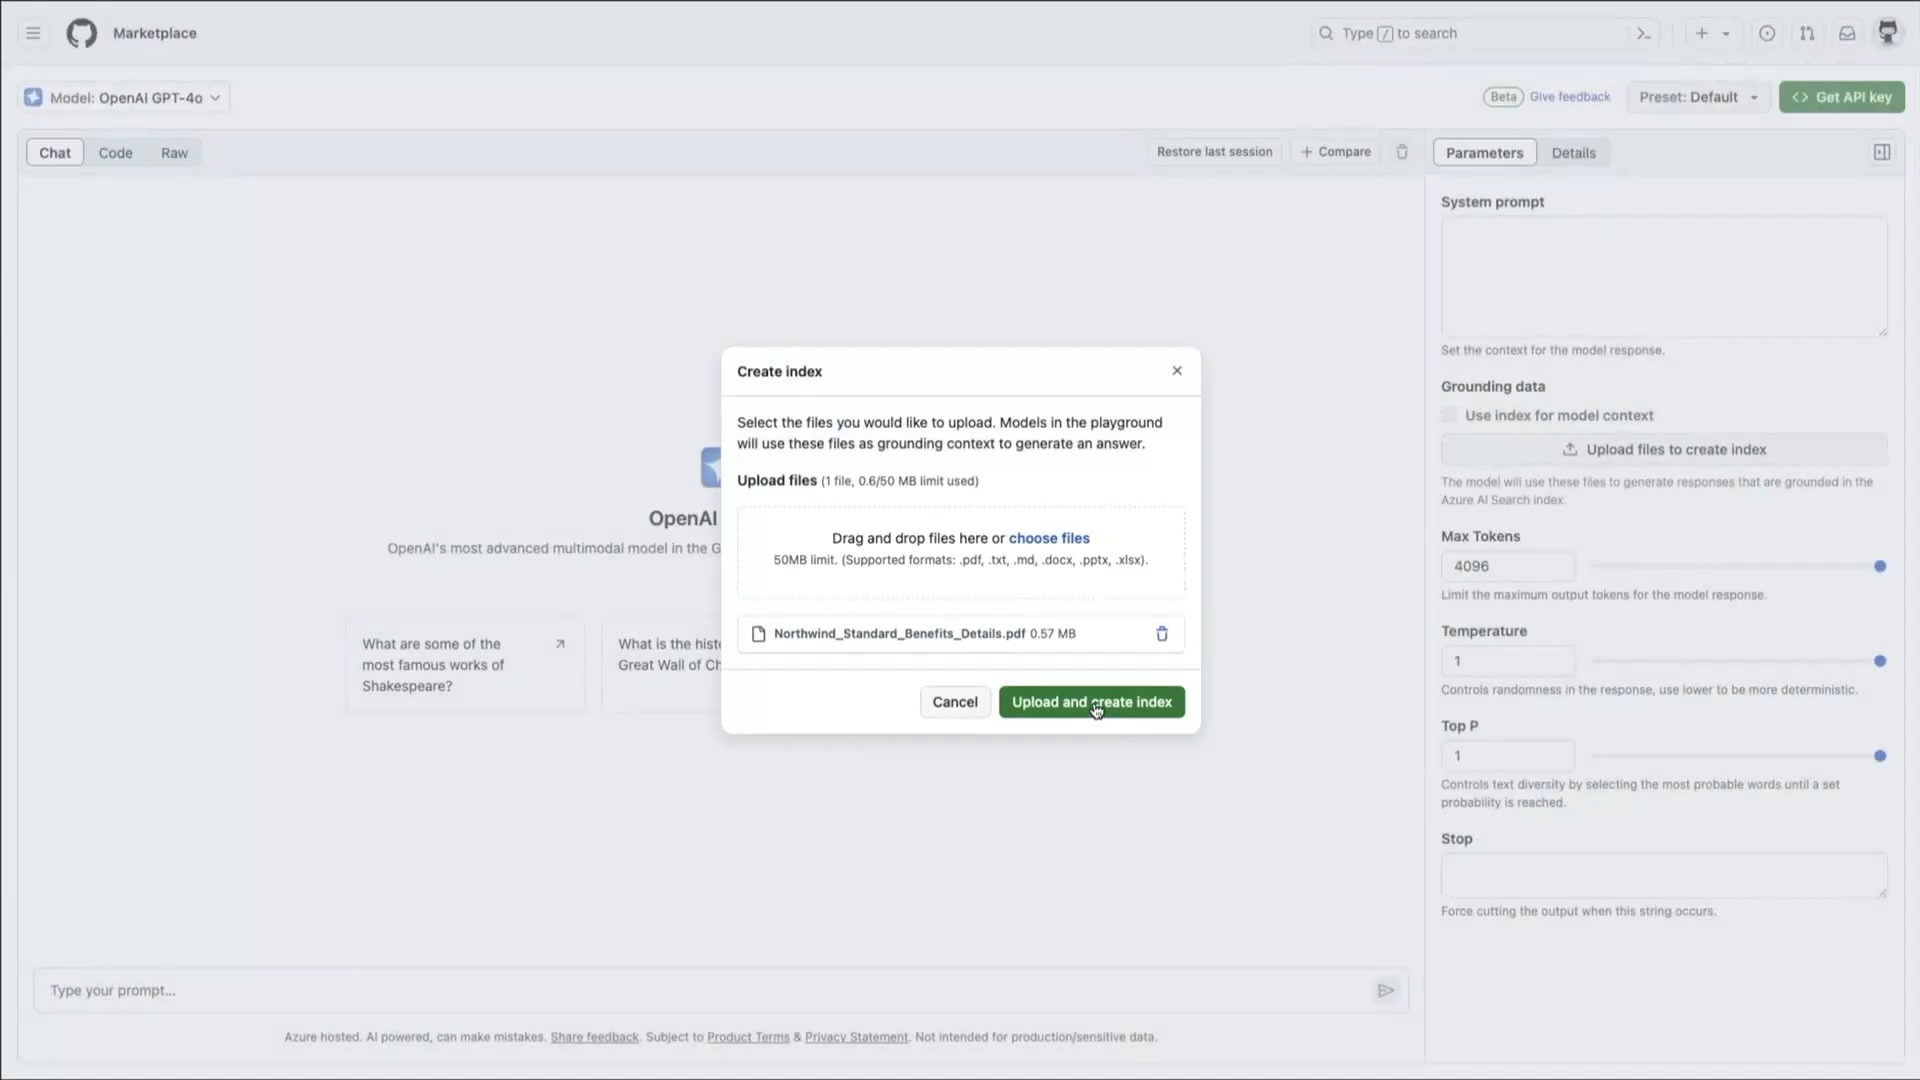 Marketplace
Type / to search
Model: OpenAI GPT-4o
Beta Give feedback
Preset: Default
Get API key
Chat Code Raw
Restore last session
+ Compare
Parameters Details
System prompt
Set the context for the model response.
Grounding data
Use index for model context
Upload files to create index
The model will use these files to generate responses that are grounded in the
Azure AI Search index.
Max Tokens
4096
Limit the maximum output tokens for the model response.
Temperature
1
Controls randomness in the response, use lower to be more deterministic.
Top P
1
Controls text diversity by selecting the most probable words until a set
probability is reached.
Stop
Force cutting the output when this string occurs.
Create index
Select the files you would like to upload. Models in the playground
will use these files as grounding context to generate an answer.
Upload files (1 file, 0.6/50 MB limit used)
Drag and drop files here or choose files
50MB limit. (Supported formats: .pdf, .txt, .md, .docx, .pptx, .xlsx).
Northwind_Standard_Benefits_Details.pdf 0.57 MB
Cancel
Upload and create index
OpenAI
OpenAI's most advanced multimodal model in the
What are some of the
most famous works of
Shakespeare?
What is the
Great Wall of
Type your prompt...
Azure hosted. AI powered, can make mistakes. Share feedback. Subject to Product Terms & Privacy Statement. Not intended for production/sensitive data.